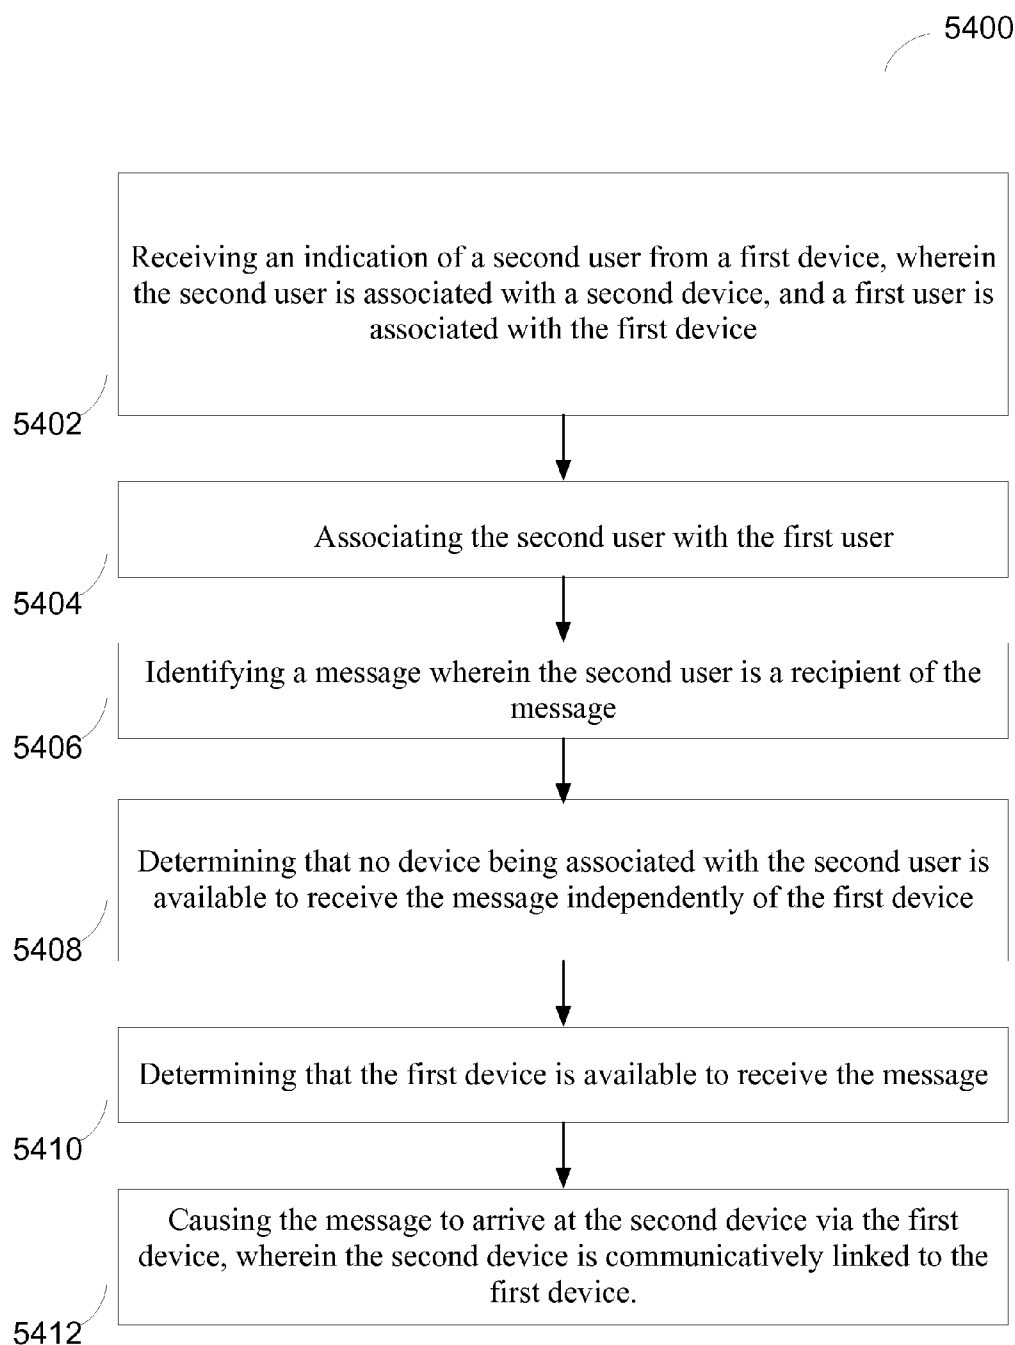 5400
Receiving an indication of a second user from a first device, wherein
the second user is associated with a second device, and a first user is
associated with the first device
5402
Associating the second user with the first user
5404
Identifying a message wherein the second user is a recipient of the
message
5406
Determining that no device being associated with the second user is
available to receive the message independently of the first device
5408
Determining that the first device is available to receive the message
5410
Causing the message to arrive at the second device via the first
device, wherein the second device is communicatively linked to the
first device.
5412